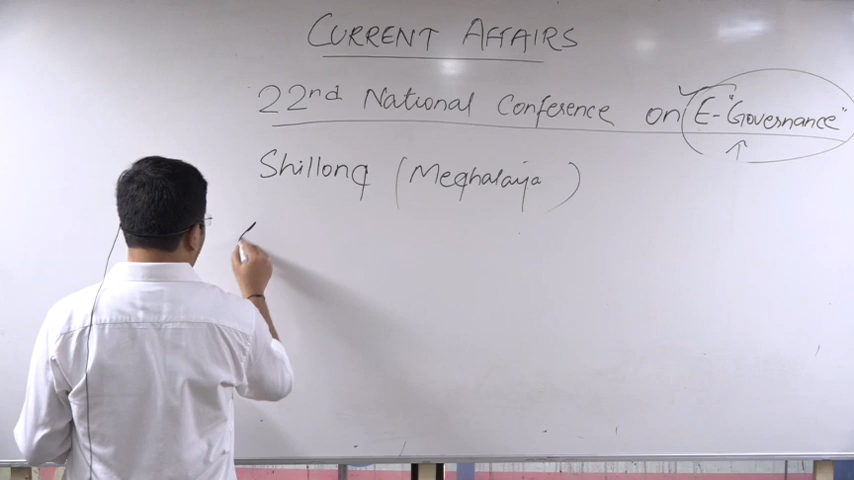 CURRENT AFFAIRS
22nd National Conference on E-"Governance"
Shillong (Meghalaya)